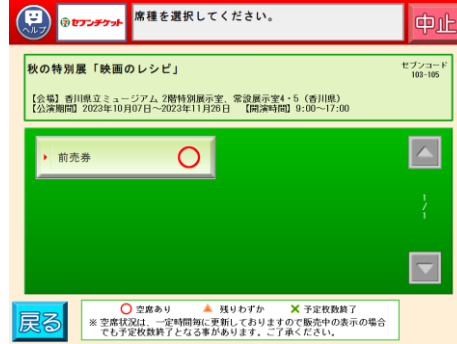 ヘルプ
セブンチケット
席種を選択してください。
中止
秋の特別展「映画のレシピ」
セブンコード
103-105
【会場】香川県立ミュージアム 2階特別展示室、常設展示室4・5 (香川県)
【公演期間】2023年10月07日~2023年11月26日 【開演時間】9:00~17:00
前売券
1
/
1
戻る
空席あり 残りわずか 予定枚数終了
※ 空席状況は、一定時間毎に更新しておりますので販売中の表示の場合
でも予定枚数終了となる事があります。ご了承ください。